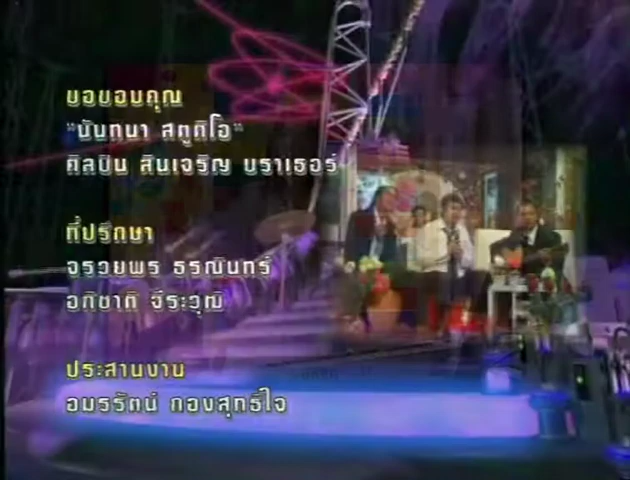 ขอขอบคุณ
"นันทนา สตูดิโอ"
ศิลปิน สินเจริญ บราเธอร์
ที่ปรึกษา
จรวยพร ธรณินทร์
อภิชาติ จีระวุฒิ
ประสานงาน
อมรรัตน์ กองสุทธิ์ใจ